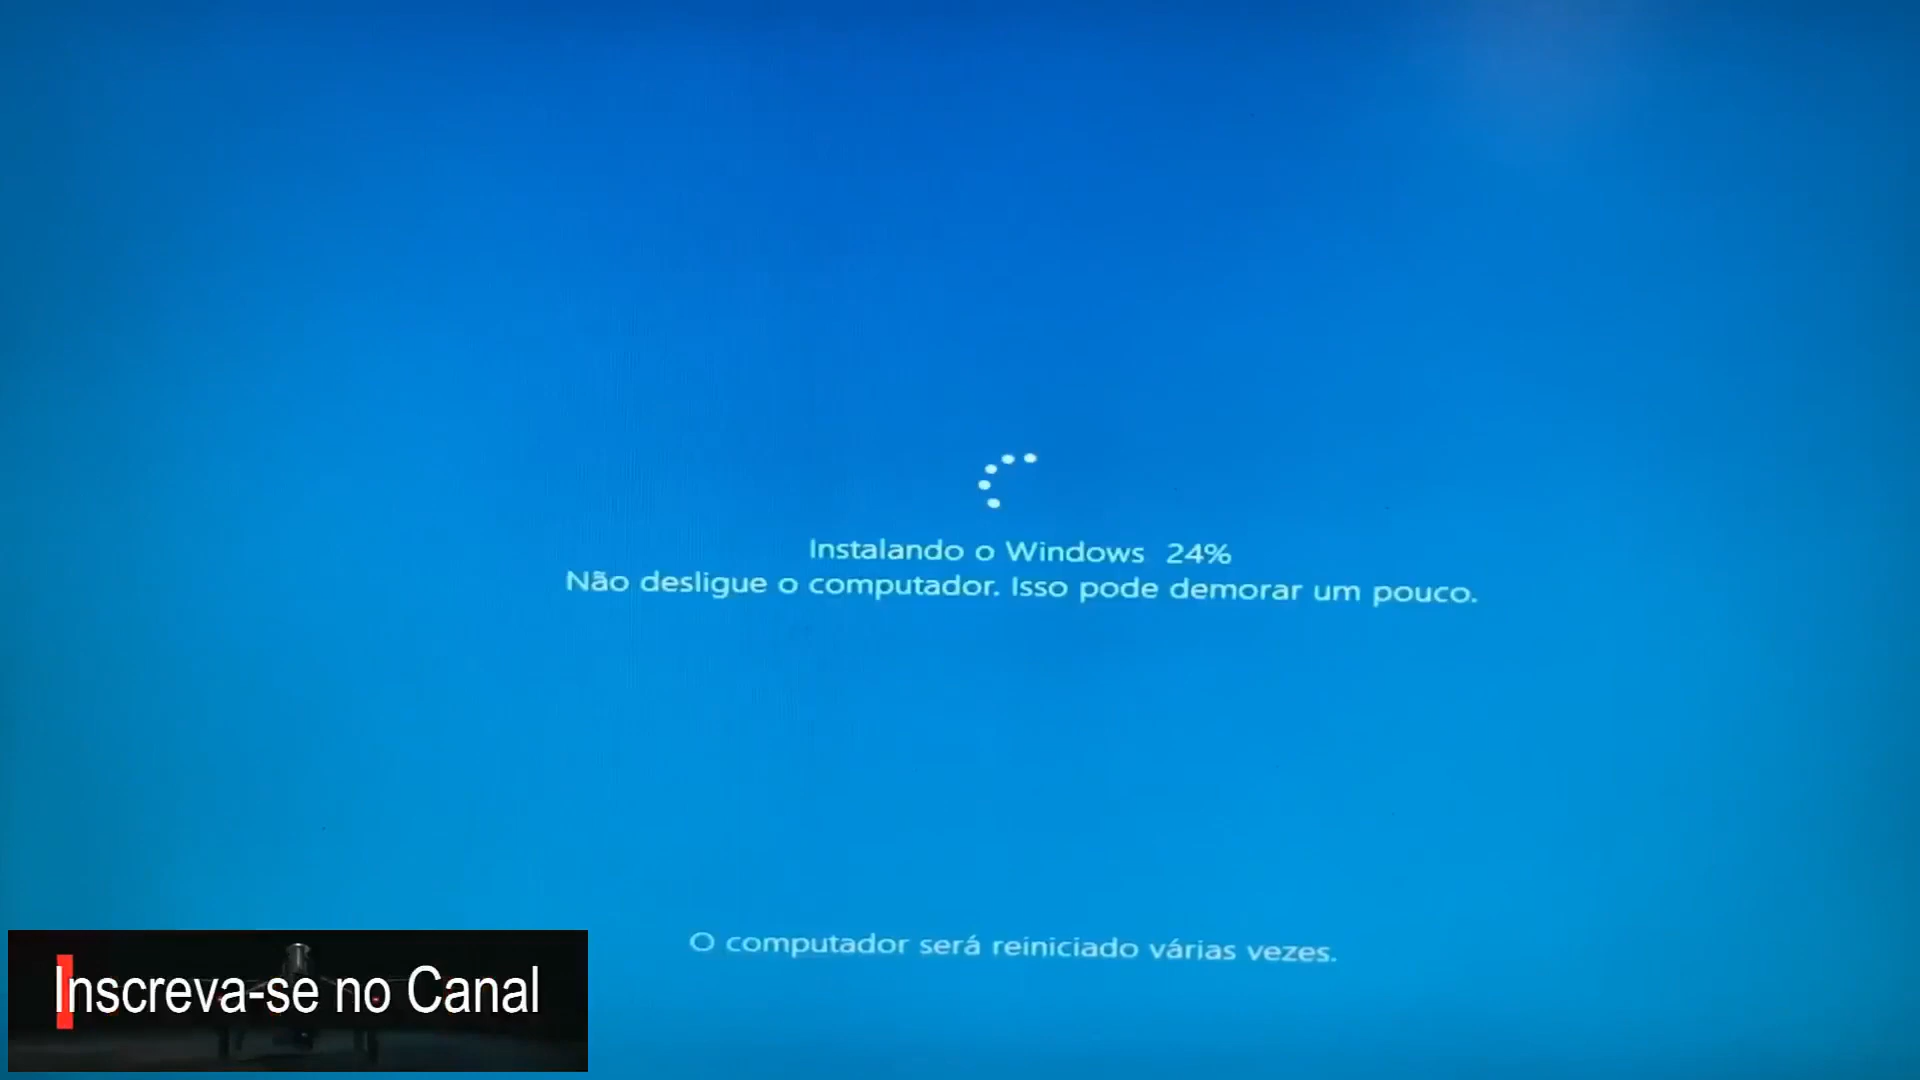 Instalando o Windows 24%
Não desligue o computador. Isso pode demorar um pouco.
O computador será reiniciado várias vezes.
Inscreva-se no Canal